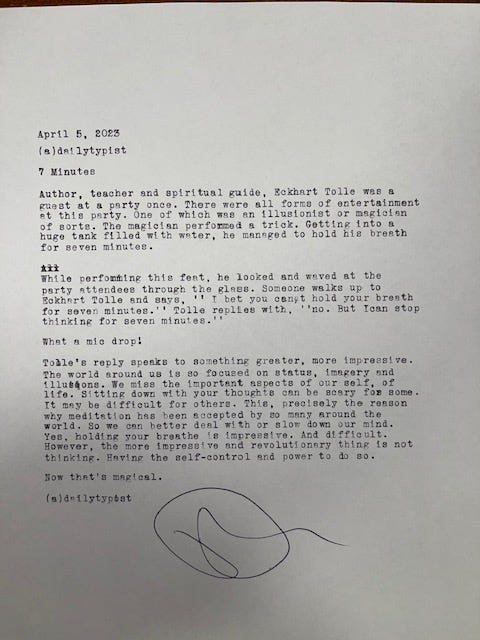 April 5, 2023
(a)dailytypist
7 Minutes
Author, teacher and spiritual guide, Eckhart Tolle was a
guest at a party once. There were all forms of entertainment
at this party. One of which was an illusionist or magician
of sorts. The magician performed a trick. Getting into a
huge tank filled with water, he managed to hold his breath
for seven minutes.
While performing this feat, he looked and waved at the
party attendees through the glass. Someone walks up to
Eckhart Tolle and says, '' I bet you can;t hold your breath
for seven minutes.'' Tolle replies with, ''no. But Ican stop
thinking for seven minutes.''
What a mic drop!
Tolle's reply speaks to something greater, more impressive.
The world around us is so focused on status, imagery and
illusions. We miss the important aspects of our self, of
life. Sitting down with your thoughts can be scary for some.
It may be difficult for others. This, precisely the reason
why meditation has been accepted by so many around the
world. So we can better deal with or slow down our mind.
Yes, holding your breathe is impressive. And difficult.
However, the more impressive and revolutionary thing is not
thinking. Having the self-control and power to do so.
Now that's magical.
(a)dailytypist